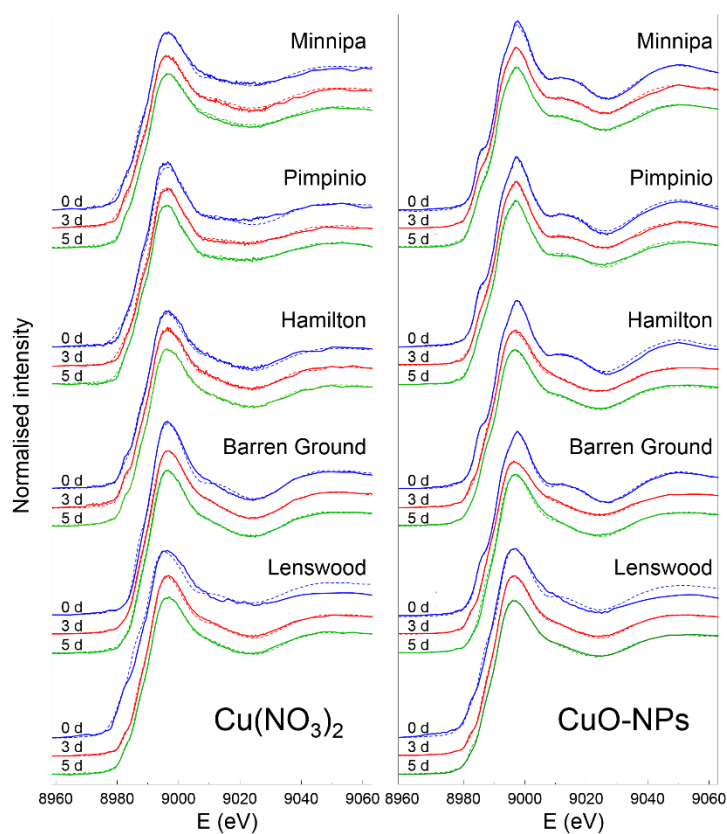 Normalised intensity
Minnipa
0 d
3 d
5 d
Pimpinio
0 d
3 d
5 d
Hamilton
0 d
3 d
5 d
Barren Ground
0 d
3 d
5 d
Lenswood
0 d
3 d
5 d
Cu(NO3)2
8960 8980 9000 9020 9040 9060
E (eV)
Minnipa
0 d
3 d
5 d
Pimpinio
0 d
3 d
5 d
Hamilton
0 d
3 d
5 d
Barren Ground
0 d
3 d
5 d
Lenswood
0 d
3 d
5 d
CuO-NPs
8960 8980 9000 9020 9040 9060
E (eV)